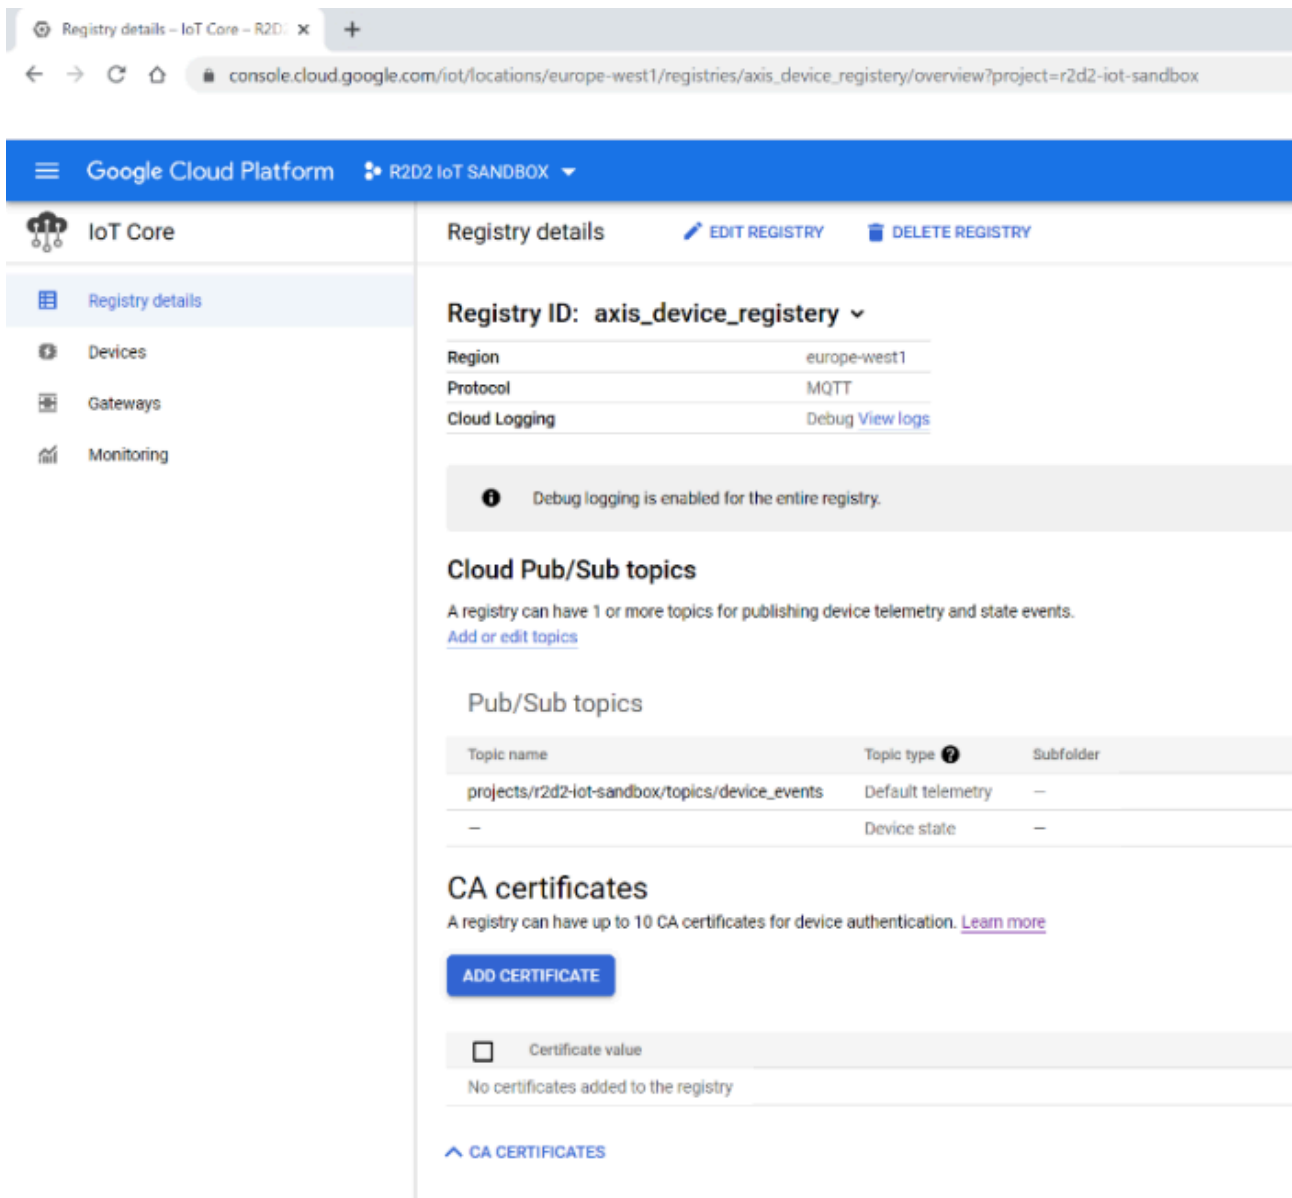 Registry details – IoT Core – R2D
console.cloud.google.com/iot/locations/europe-west1/registries/axis_device_registery/overview?project=r2d2-iot-sandbox
Google Cloud Platform R2D2 IoT SANDBOX
IoT Core
Registry details
Devices
Gateways
Monitoring
Registry details EDIT REGISTRY DELETE REGISTRY
Registry ID: axis_device_registery
Region europe-west1
Protocol MQTT
Cloud Logging Debug View logs
Debug logging is enabled for the entire registry.
Cloud Pub/Sub topics
A registry can have 1 or more topics for publishing device telemetry and state events.
Add or edit topics
Pub/Sub topics
Topic name Topic type Subfolder
projects/r2d2-iot-sandbox/topics/device_events Default telemetry —
— Device state —
CA certificates
A registry can have up to 10 CA certificates for device authentication. Learn more
ADD CERTIFICATE
Certificate value
No certificates added to the registry
CA CERTIFICATES